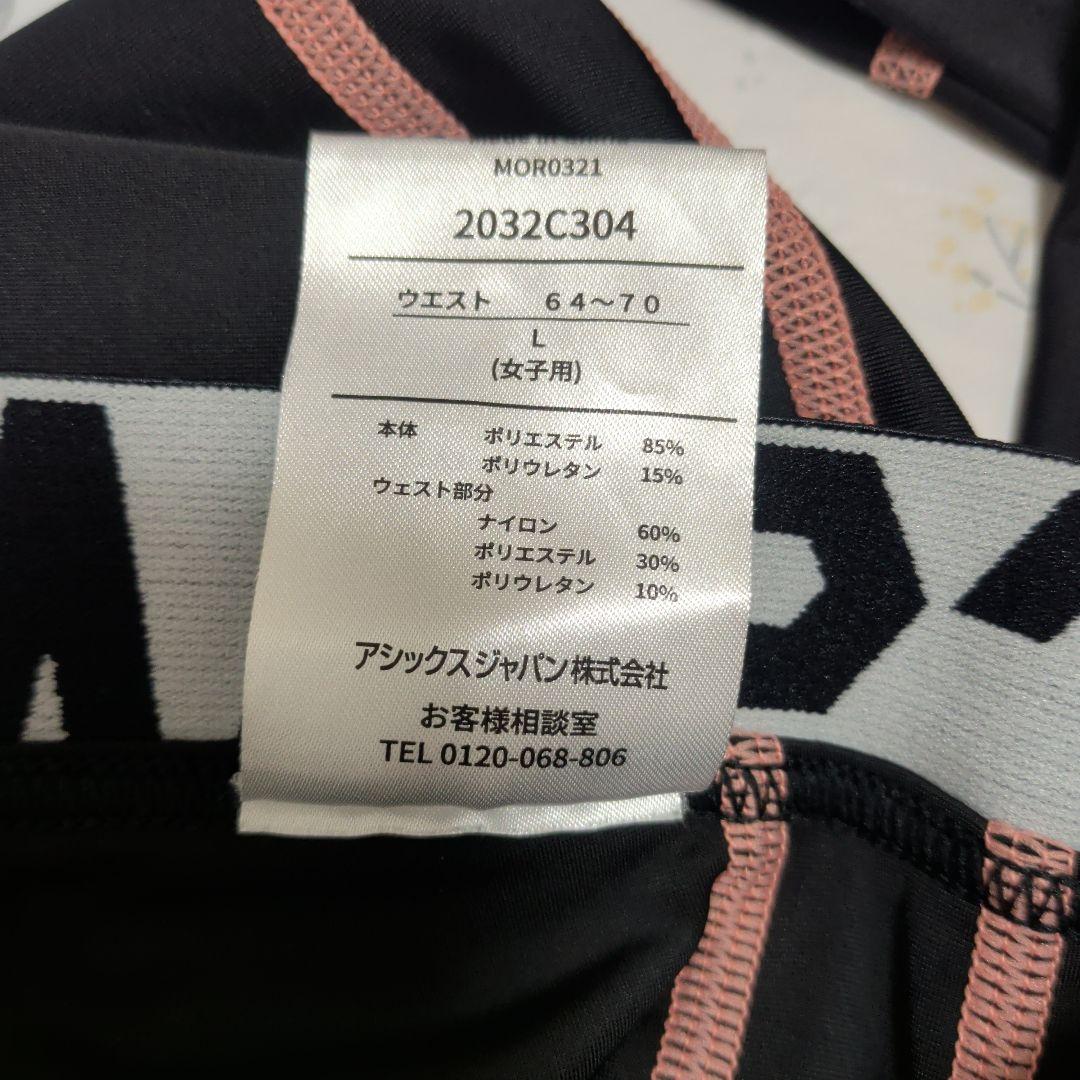 MOR0321
2032C304
ウエスト 64～70
L
(女子用)
本体 ポリエステル 85%
ポリウレタン 15%
ウェスト部分
ナイロン 60%
ポリエステル 30%
ポリウレタン 10%
アシックスジャパン株式会社
お客様相談室
TEL 0120-068-806